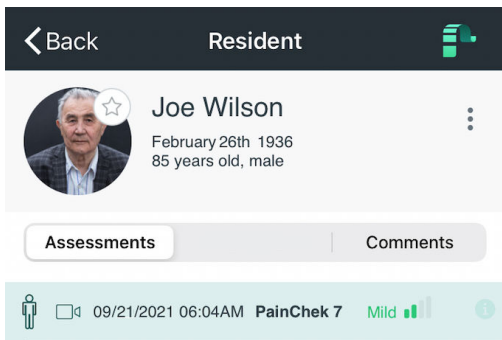 Back Resident
Joe Wilson
February 26th 1936
85 years old, male
Assessments Comments
09/21/2021 06:04AM PainChek 7 Mild